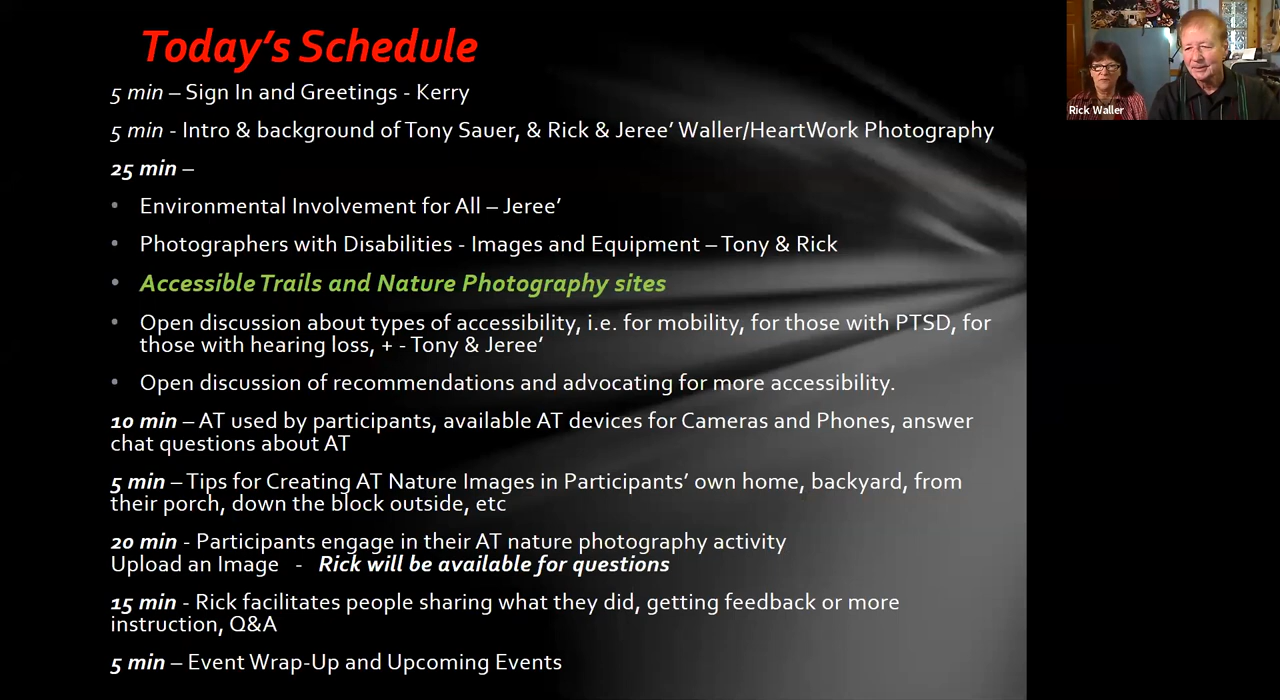 Today's Schedule
5 min – Sign In and Greetings - Kerry
5 min - Intro & background of Tony Sauer, & Rick & Jeree' Waller/HeartWork Photography
25 min –
• Environmental Involvement for All – Jeree'
• Photographers with Disabilities - Images and Equipment – Tony & Rick
• Accessible Trails and Nature Photography sites
• Open discussion about types of accessibility, i.e. for mobility, for those with PTSD, for
those with hearing loss, + - Tony & Jeree'
• Open discussion of recommendations and advocating for more accessibility.
10 min – AT used by participants, available AT devices for Cameras and Phones, answer
chat questions about AT
5 min – Tips for Creating AT Nature Images in Participants' own home, backyard, from
their porch, down the block outside, etc
20 min - Participants engage in their AT nature photography activity
Upload an Image - Rick will be available for questions
15 min - Rick facilitates people sharing what they did, getting feedback or more
instruction, Q&A
5 min – Event Wrap-Up and Upcoming Events
Rick Waller